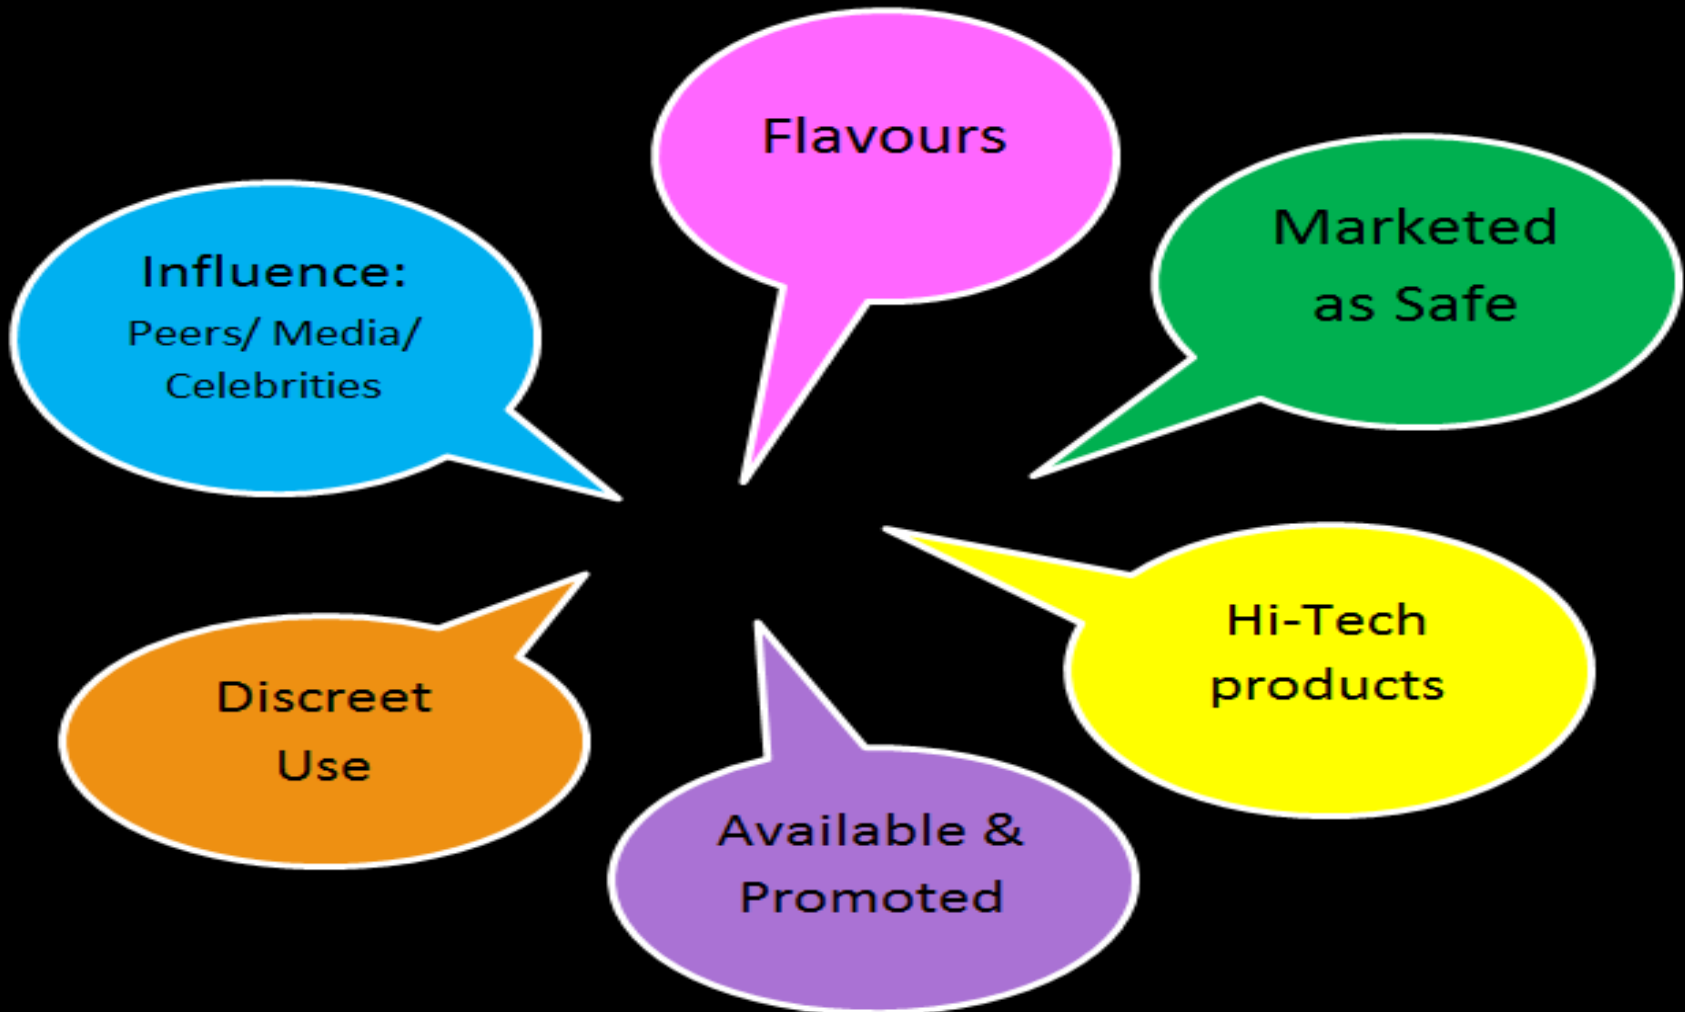 Flavours
Marketed
as Safe
Influence:
Peers/ Media/
Celebrities
Hi-Tech
products
Discreet
Use
Available &
Promoted